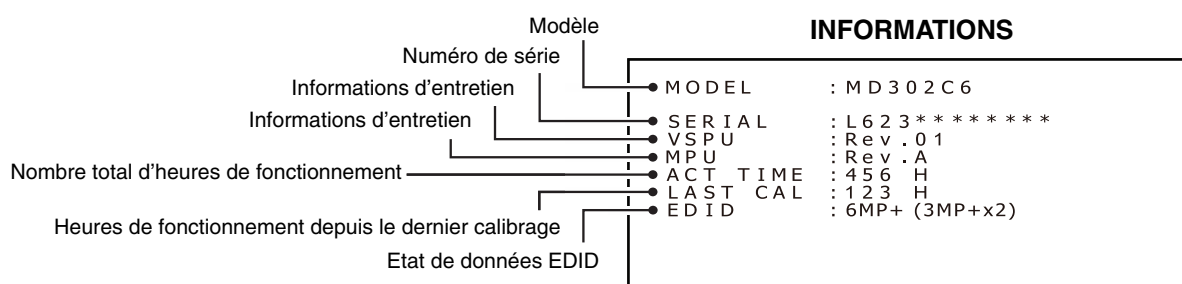 INFORMATIONS
Modèle
Numéro de série
Informations d’entretien
Informations d’entretien
Nombre total d’heures de fonctionnement
Heures de fonctionnement depuis le dernier calibrage
Etat de données EDID
MODEL :MD302C6
SERIAL :L623********
VSPU :Rev.01
MPU :Rev.A
ACT TIME :456 H
LAST CAL :123 H
EDID :6MP+ (3MP+x2)